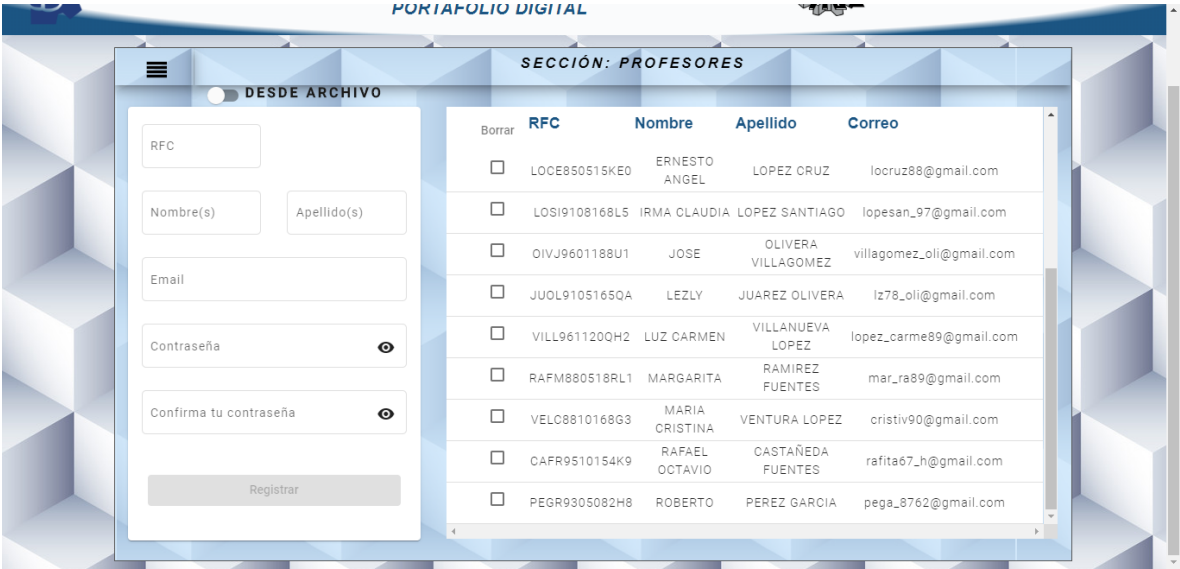 PORTAFOLIO DIGITAL
SECCIÓN: PROFESORES
DESDE ARCHIVO
RFC
Nombre(s) Apellido(s)
Email
Contraseña
Confirma tu contraseña
Registrar
Borrar RFC Nombre Apellido Correo
LOCE850515KE0 ERNESTO ANGEL LOPEZ CRUZ locruz88@gmail.com
LOSI9108168L5 IRMA CLAUDIA LOPEZ SANTIAGO lopesan_97@gmail.com
OIVJ9601188U1 JOSE OLIVERA VILLAGOMEZ villagomez_oli@gmail.com
JUOL9105165QA LEZLY JUAREZ OLIVERA lz78_oli@gmail.com
VILL961120QH2 LUZ CARMEN VILLANUEVA LOPEZ lopez_carme89@gmail.com
RAFM880518RL1 MARGARITA RAMIREZ FUENTES mar_ra89@gmail.com
VELC8810168G3 MARIA CRISTINA VENTURA LOPEZ cristiv90@gmail.com
CAFR9510154K9 RAFAEL OCTAVIO CASTAÑEDA FUENTES rafita67_h@gmail.com
PEGR9305082H8 ROBERTO PEREZ GARCIA pega_8762@gmail.com